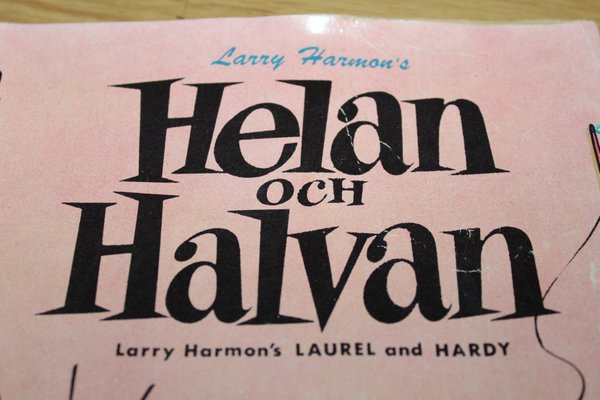 Larry Harmon's
Helan
OCH
Halvan
Larry Harmon's LAUREL and HARDY